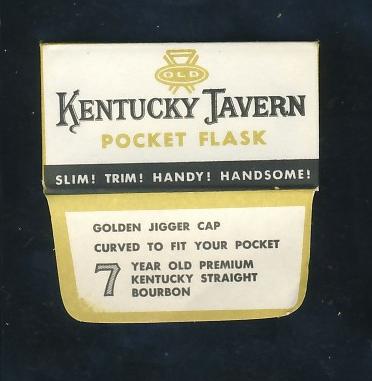 OLD
KENTUCKY TAVERN
POCKET FLASK
SLIM! TRIM! HANDY! HANDSOME!
GOLDEN JIGGER CAP
CURVED TO FIT YOUR POCKET
7 YEAR OLD PREMIUM
KENTUCKY STRAIGHT
BOURBON